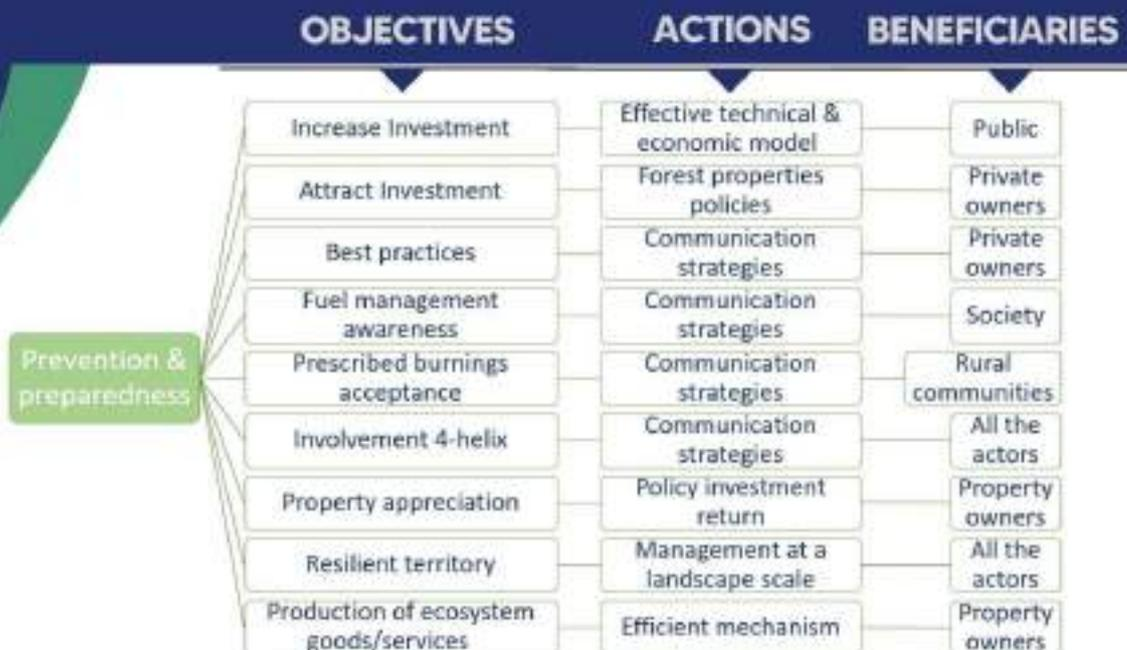 OBJECTIVES ACTIONS BENEFICIARIES
Increase Investment
Effective technical &
economic model
Public
Attract Investment
Forest properties
policies
Private
owners
Best practices
Communication
strategies
Private
owners
Fuel management
awareness
Communication
strategies
Society
Prevention &
preparedness
Prescribed burnings
acceptance
Communication
strategies
Rural
communities
Involvement 4-helix
Communication
strategies
All the
actors
Property appreciation
Policy investment
return
Property
owners
Resilient territory
Management at a
landscape scale
All the
actors
Production of ecosystem
goods/services
Efficient mechanism
Property
owners